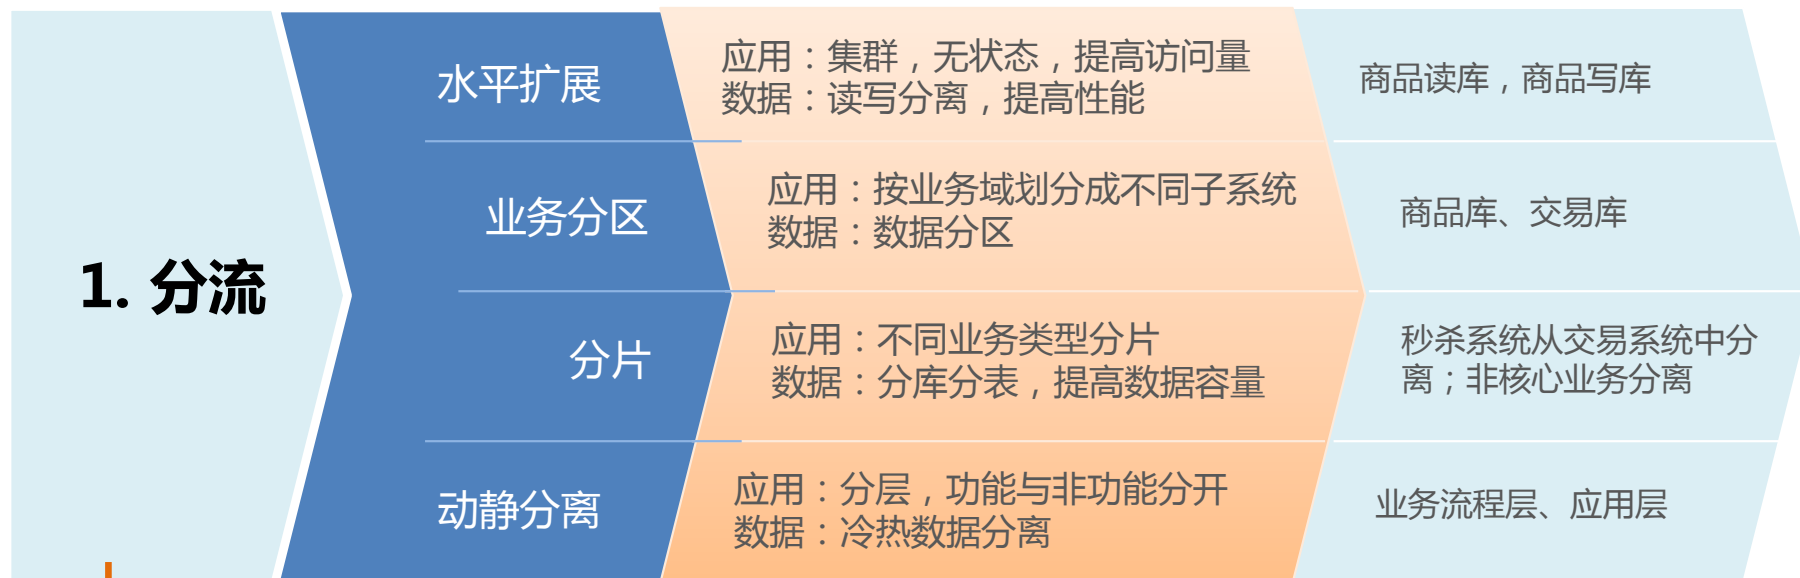 1. 分流
水平扩展
应用：集群，无状态，提高访问量
数据：读写分离，提高性能
商品读库，商品写库
业务分区
应用：按业务域划分成不同子系统
数据：数据分区
商品库、交易库
分片
应用：不同业务类型分片
数据：分库分表，提高数据容量
秒杀系统从交易系统中分
离；非核心业务分离
动静分离
应用：分层，功能与非功能分开
数据：冷热数据分离
业务流程层、应用层